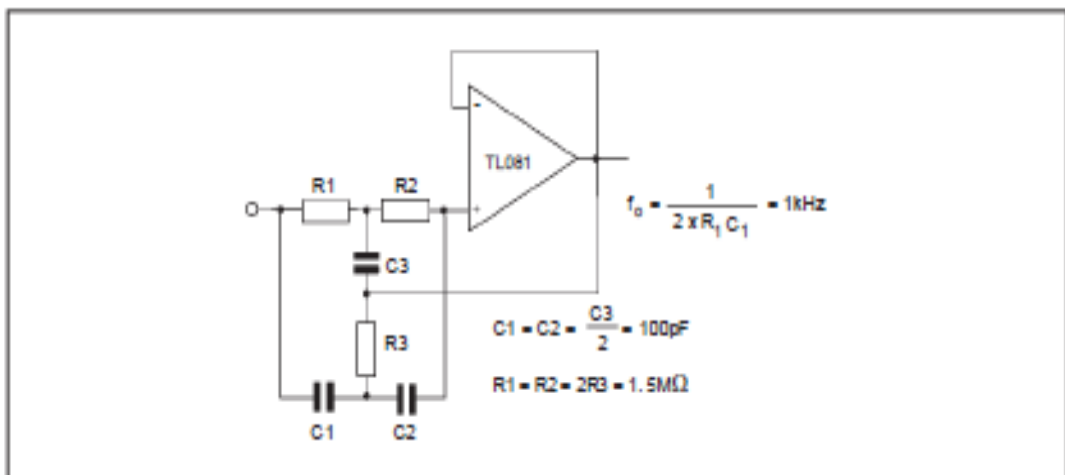 -
TL081
R1
R2
+
C3
R3
C1
C2
f₀ = 1 / 2 x R₁ C₁ = 1kHz
C1 = C2 = C3 / 2 = 100pF
R1 = R2 = 2R3 = 1.5MΩ